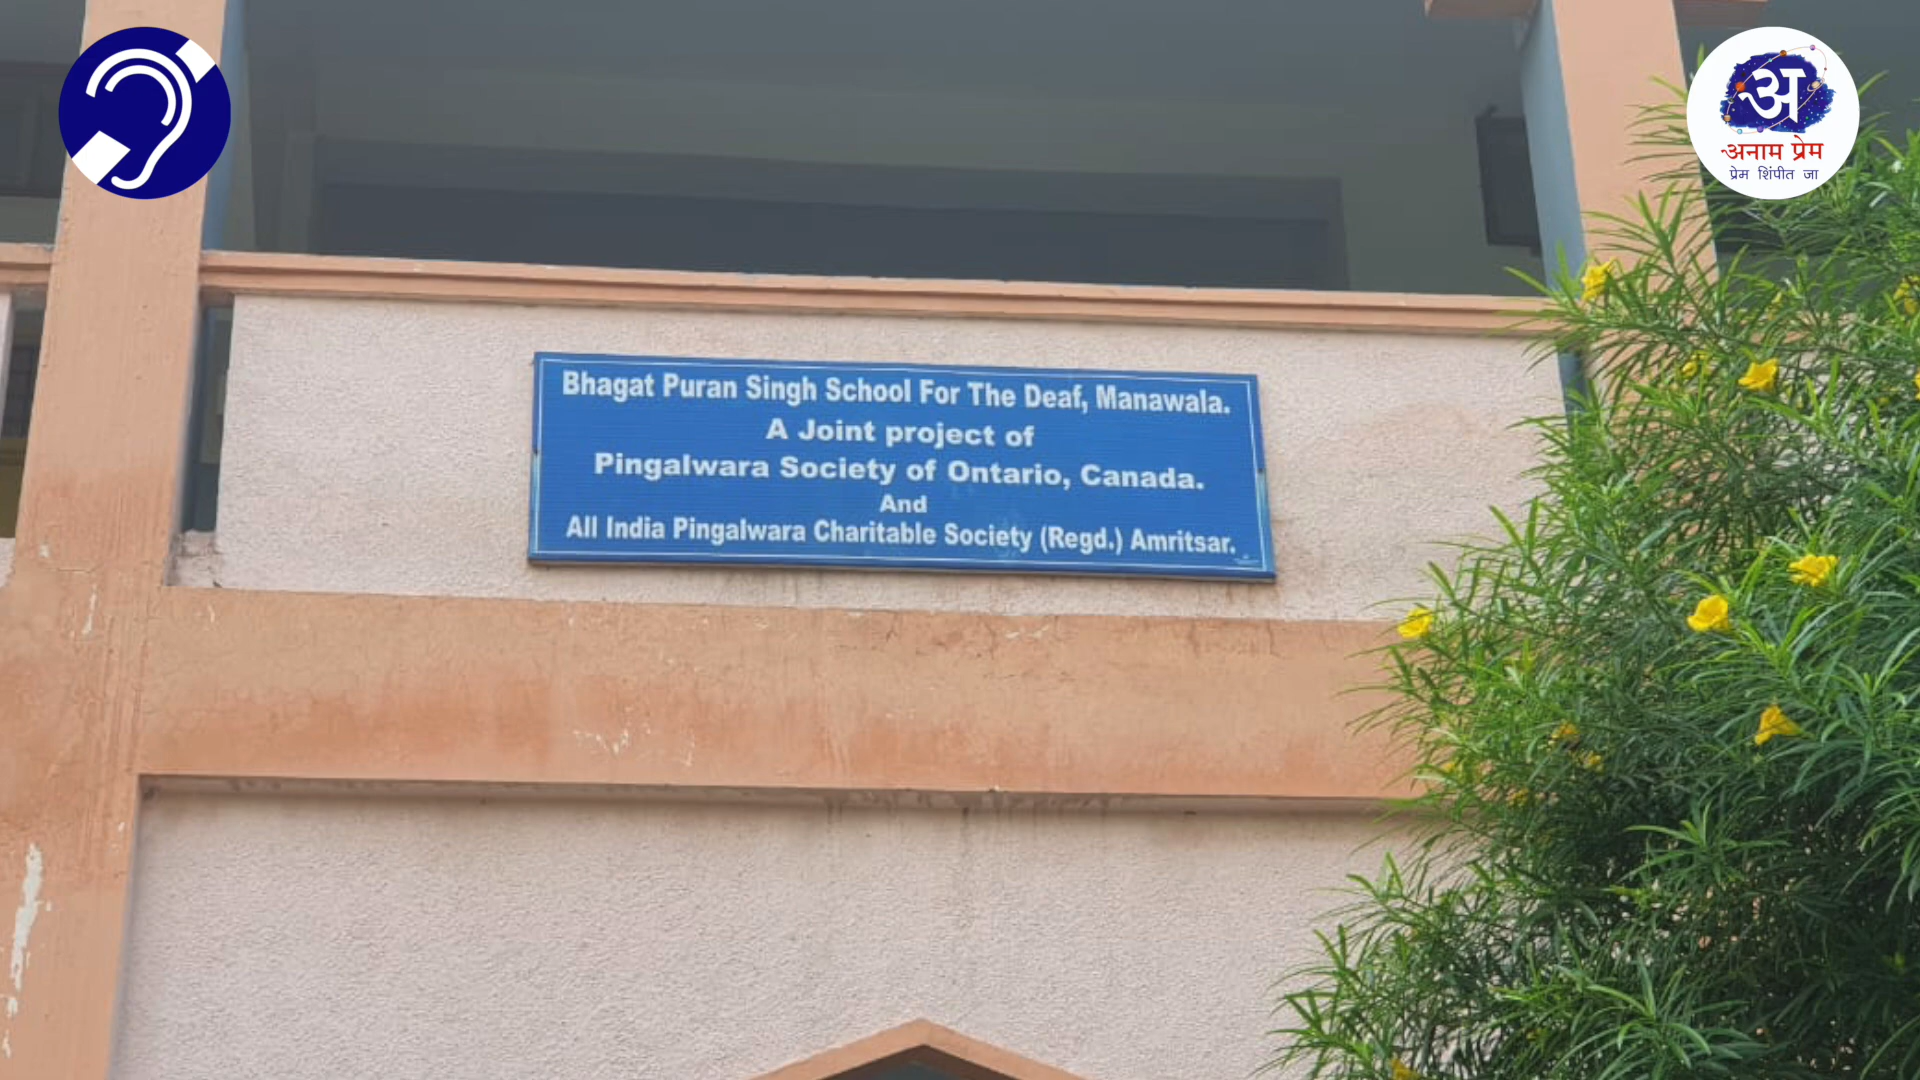 अ
अनाम प्रेम
प्रेम शिंपीत जा
Bhagat Puran Singh School For The Deaf, Manawala.
A Joint project of
Pingalwara Society of Ontario, Canada.
And
All India Pingalwara Charitable Society (Regd.) Amritsar.